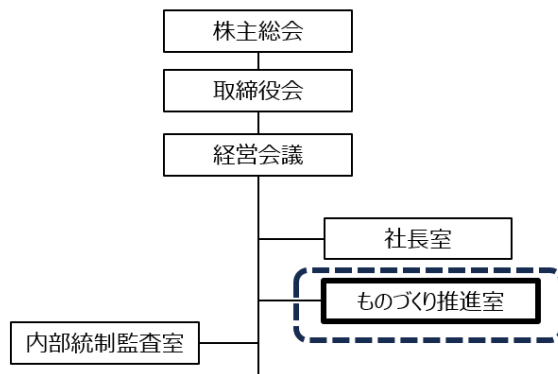 株主総会
取締役会
経営会議
社長室
ものづくり推進室
内部統制監査室